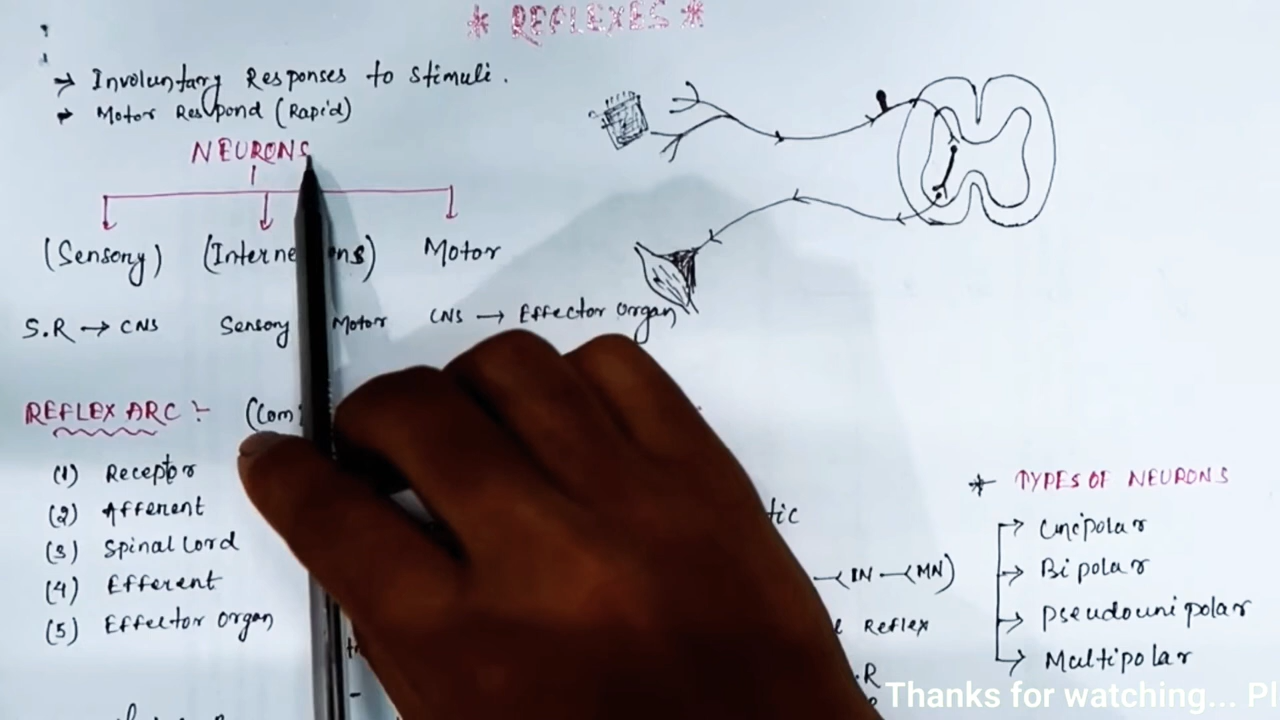 * REFLEXES *
→ Involuntary Responses to stimuli.
→ Motor Respond (Rapid)
NEURONS
(Sensory) (Interne ons) Motor
S.R → CNS Sensory Motor CNS → Effector Organ
REFLEX ARC :- (Com
(1) Receptor
(2) Afferent
(3) Spinal Cord
(4) Efferent
(5) Effector Organ
tic
IN MN)
Reflex
.R
* TYPES OF NEURONS
→ Unipolar
→ Bipolar
→ Pseudounipolar
→ Multipolar
Thanks for watching... Pl